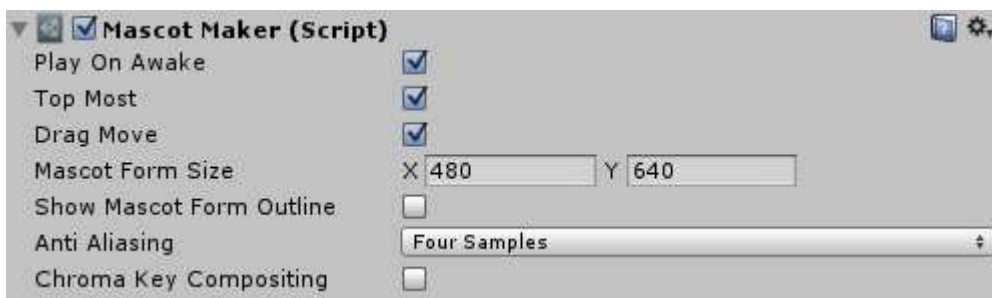 Mascot Maker (Script)
Play On Awake
Top Most
Drag Move
Mascot Form Size X 480 Y 640
Show Mascot Form Outline
Anti Aliasing Four Samples
Chroma Key Compositing